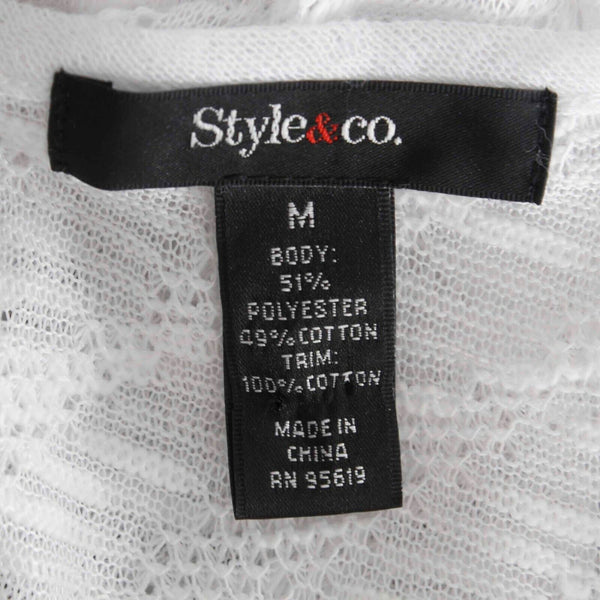 Style&co.
M
BODY:
51%
POLYESTER
49% COTTON
TRIM:
100% COTTON
MADE IN
CHINA
RN 95619